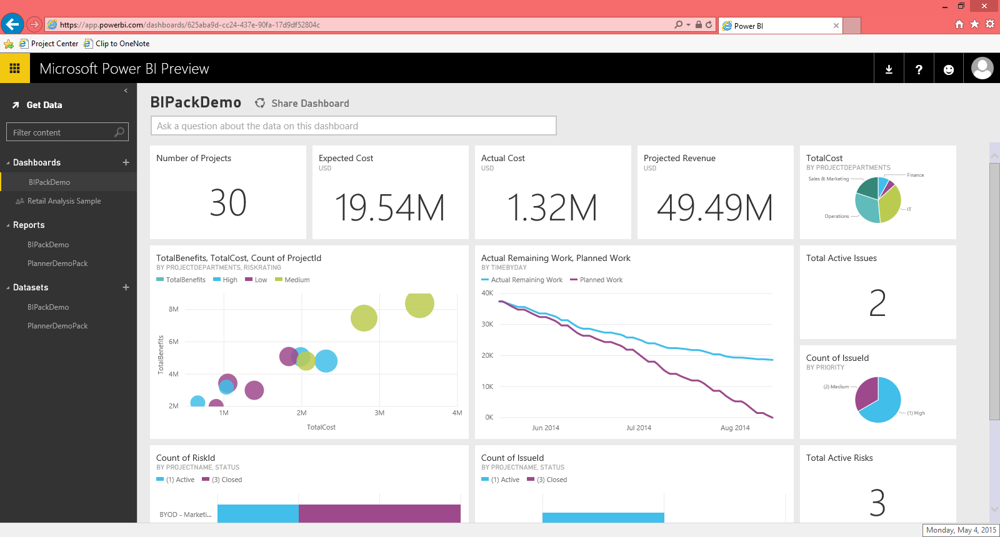 https://app.powerbi.com/dashboards/625aba9d-cc24-437e-90fa-17d9df52804c
Power BI
Project Center
Clip to OneNote
Microsoft Power BI Preview
?
Get Data
Filter content
Dashboards
BIPackDemo
Retail Analysis Sample
Reports
BIPackDemo
PlannerDemoPack
Datasets
BIPackDemo
PlannerDemoPack
BIPackDemo
Share Dashboard
Ask a question about the data on this dashboard
Number of Projects
30
Expected Cost
USD
19.54M
Actual Cost
USD
1.32M
Projected Revenue
USD
49.49M
TotalCost
BY PROJECTDEPARTMENTS
Finance
Sales & Marketing
IT
Operations
TotalBenefits, TotalCost, Count of ProjectId
BY PROJECTDEPARTMENTS, RISKRATING
TotalBenefits High Low Medium
TotalBenefits
8M
6M
4M
2M
1M 2M 3M 4M
TotalCost
Actual Remaining Work, Planned Work
BY TIMEBYDAY
Actual Remaining Work Planned Work
40K
30K
20K
10K
0K
Jun 2014 Jul 2014 Aug 2014
Total Active Issues
2
Count of IssueId
BY PRIORITY
(2) Medium
(1) High
Count of RiskId
BY PROJECTNAME, STATUS
(1) Active (3) Closed
BYOD - Marketi...
Count of IssueId
BY PROJECTNAME, STATUS
(1) Active (3) Closed
Total Active Risks
3
Monday, May 4, 2015